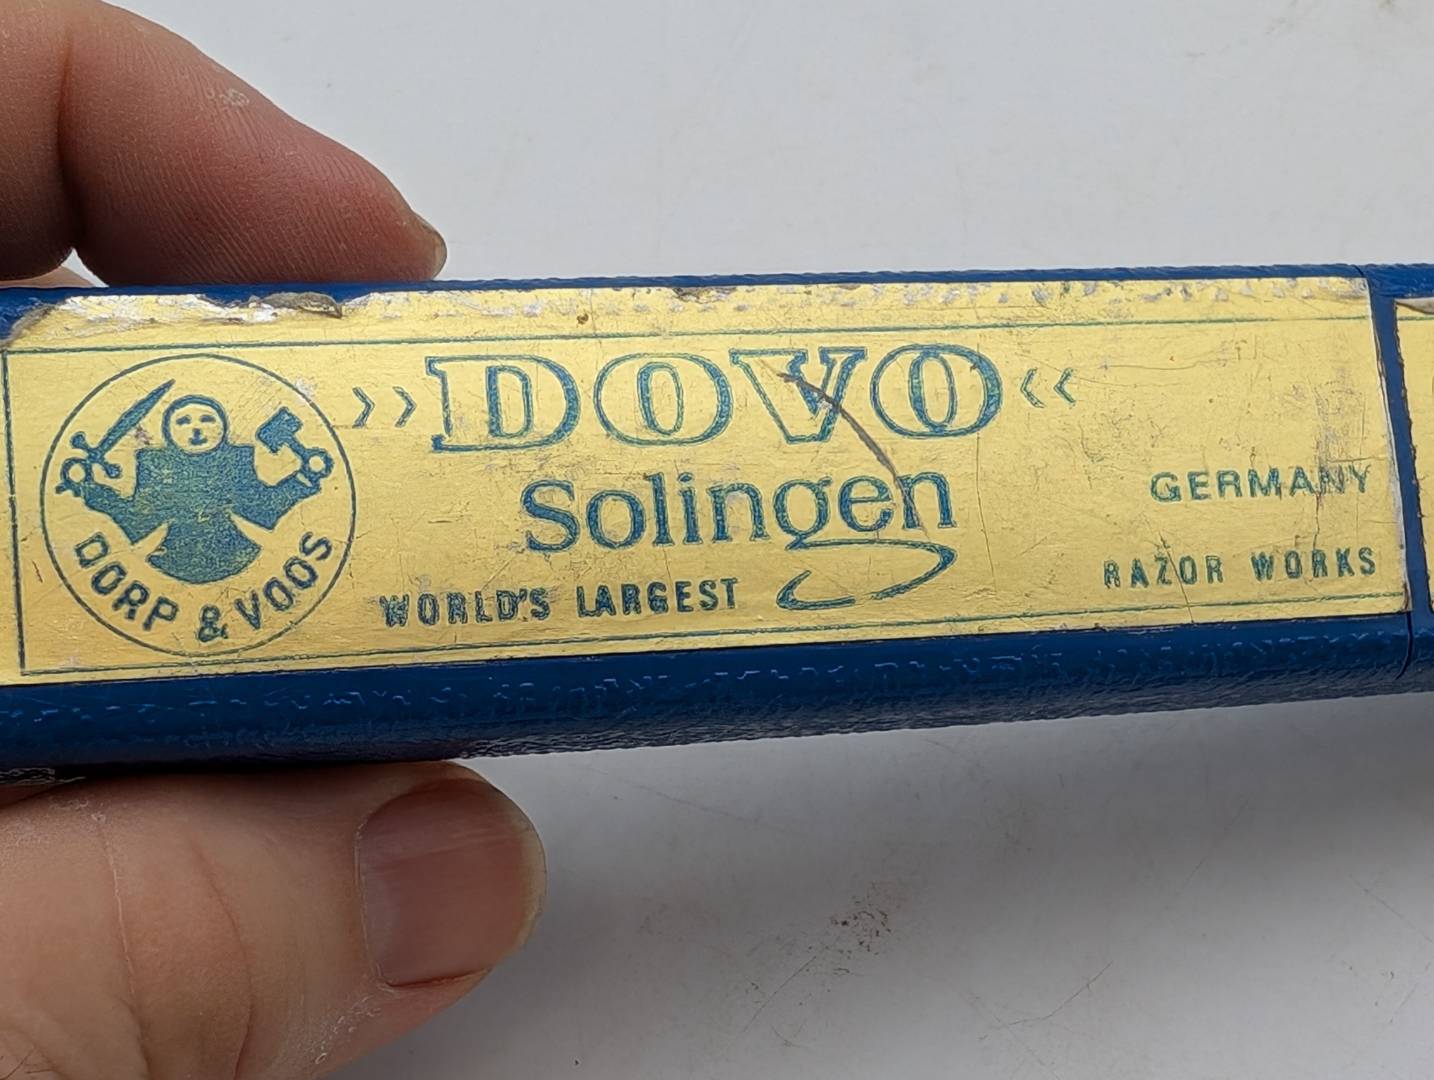 DORP & VOOS
»DOVO«
Solingen
GERMANY
WORLD'S LARGEST RAZOR WORKS